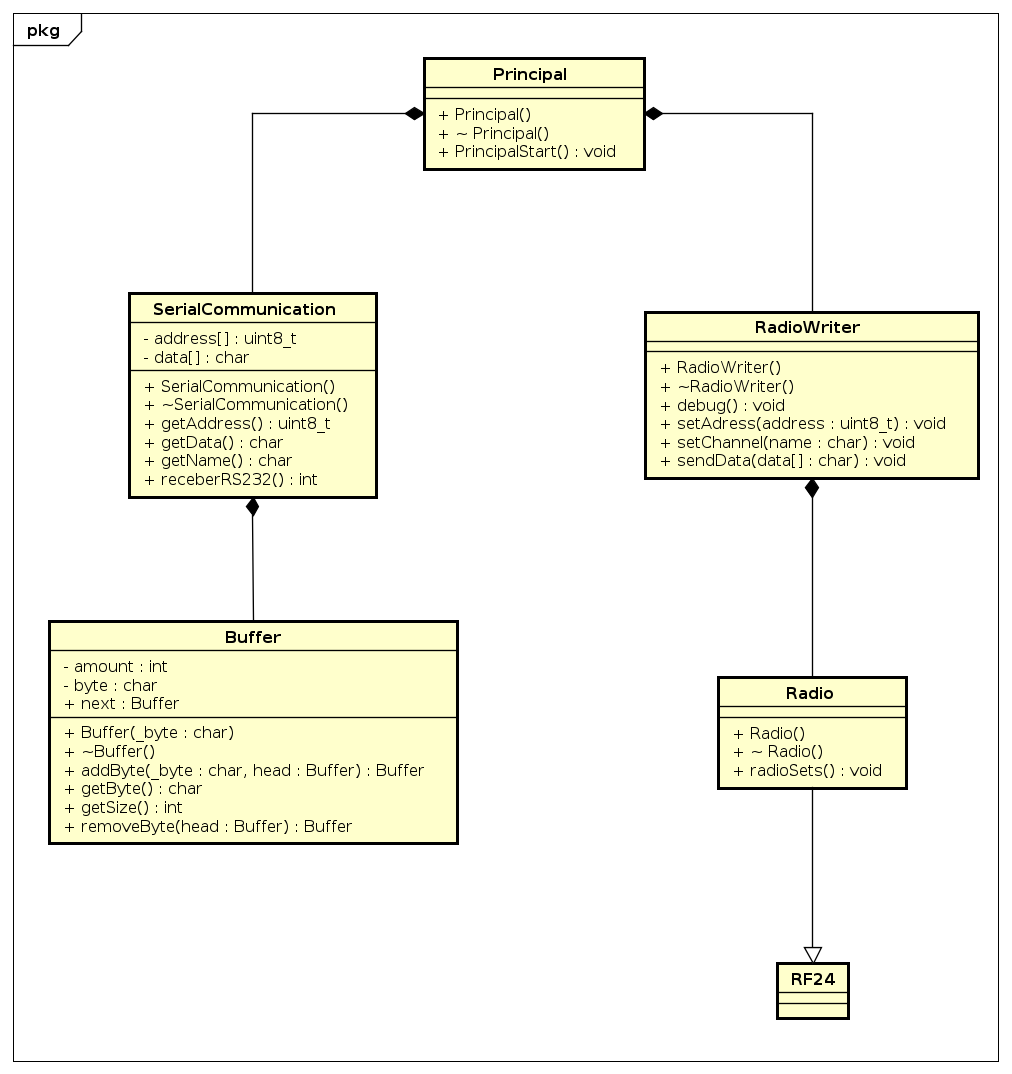 pkg
Principal
+ Principal()
+ ~ Principal()
+ PrincipalStart() : void
SerialCommunication
- address[] : uint8_t
- data[] : char
+ SerialCommunication()
+ ~SerialCommunication()
+ getAddress() : uint8_t
+ getData() : char
+ getName() : char
+ receberRS232() : int
RadioWriter
+ RadioWriter()
+ ~RadioWriter()
+ debug() : void
+ setAdress(address : uint8_t) : void
+ setChannel(name : char) : void
+ sendData(data[] : char) : void
Buffer
- amount : int
- byte : char
+ next : Buffer
+ Buffer(_byte : char)
+ ~Buffer()
+ addByte(_byte : char, head : Buffer) : Buffer
+ getByte() : char
+ getSize() : int
+ removeByte(head : Buffer) : Buffer
Radio
+ Radio()
+ ~ Radio()
+ radioSets() : void
RF24